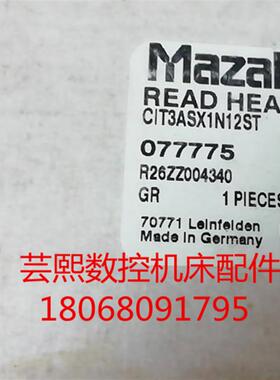 Mazak
READ HEA
CIT3ASX1N12ST
077775
R26ZZ004340
GR 1 PIECES
70771 Leinfelden
Made in Germany
芸熙数控机床配件
18068091795